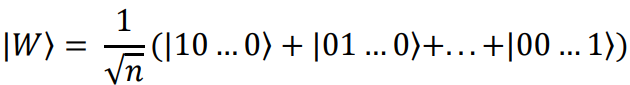 |W⟩ = 1/√n (|10 … 0⟩ + |01 … 0⟩+…+|00 … 1⟩)